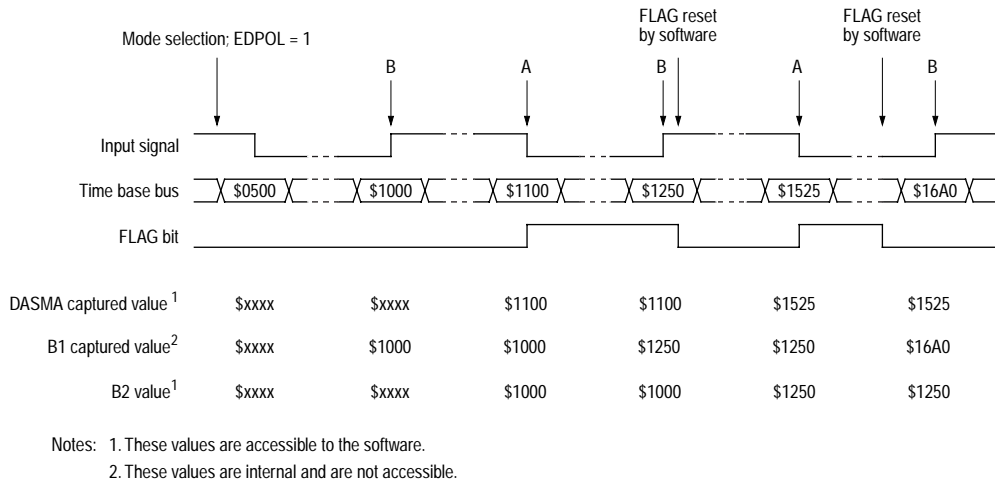 FLAG reset
by software
FLAG reset
by software
Mode selection; EDPOL = 1
B A B A B
Input signal
Time base bus $0500 $1000 $1100 $1250 $1525 $16A0
FLAG bit
DASMA captured value 1 $xxxx $xxxx $1100 $1100 $1525 $1525
B1 captured value2 $xxxx $1000 $1000 $1250 $1250 $16A0
B2 value1 $xxxx $xxxx $1000 $1000 $1250 $1250
Notes: 1. These values are accessible to the software.
2. These values are internal and are not accessible.